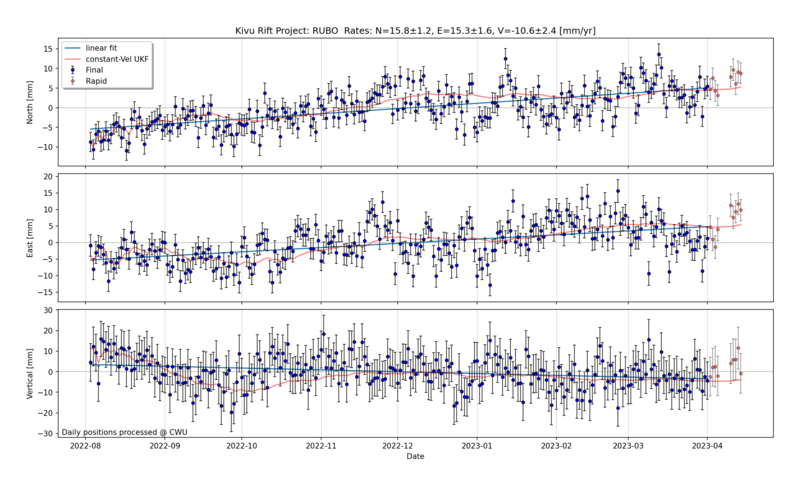 Kivu Rift Project: RUBO  Rates: N=15.8±1.2, E=15.3±1.6, V=-10.6±2.4 [mm/yr]
linear fit
constant-Vel UKF
Final
Rapid
North [mm]
15
10
5
0
−5
−10
East [mm]
20
15
10
5
0
−5
−10
−15
Vertical [mm]
30
20
10
0
−10
−20
−30
Daily positions processed @ CWU
2022-08 2022-09 2022-10 2022-11 2022-12 2023-01 2023-02 2023-03 2023-04
Date